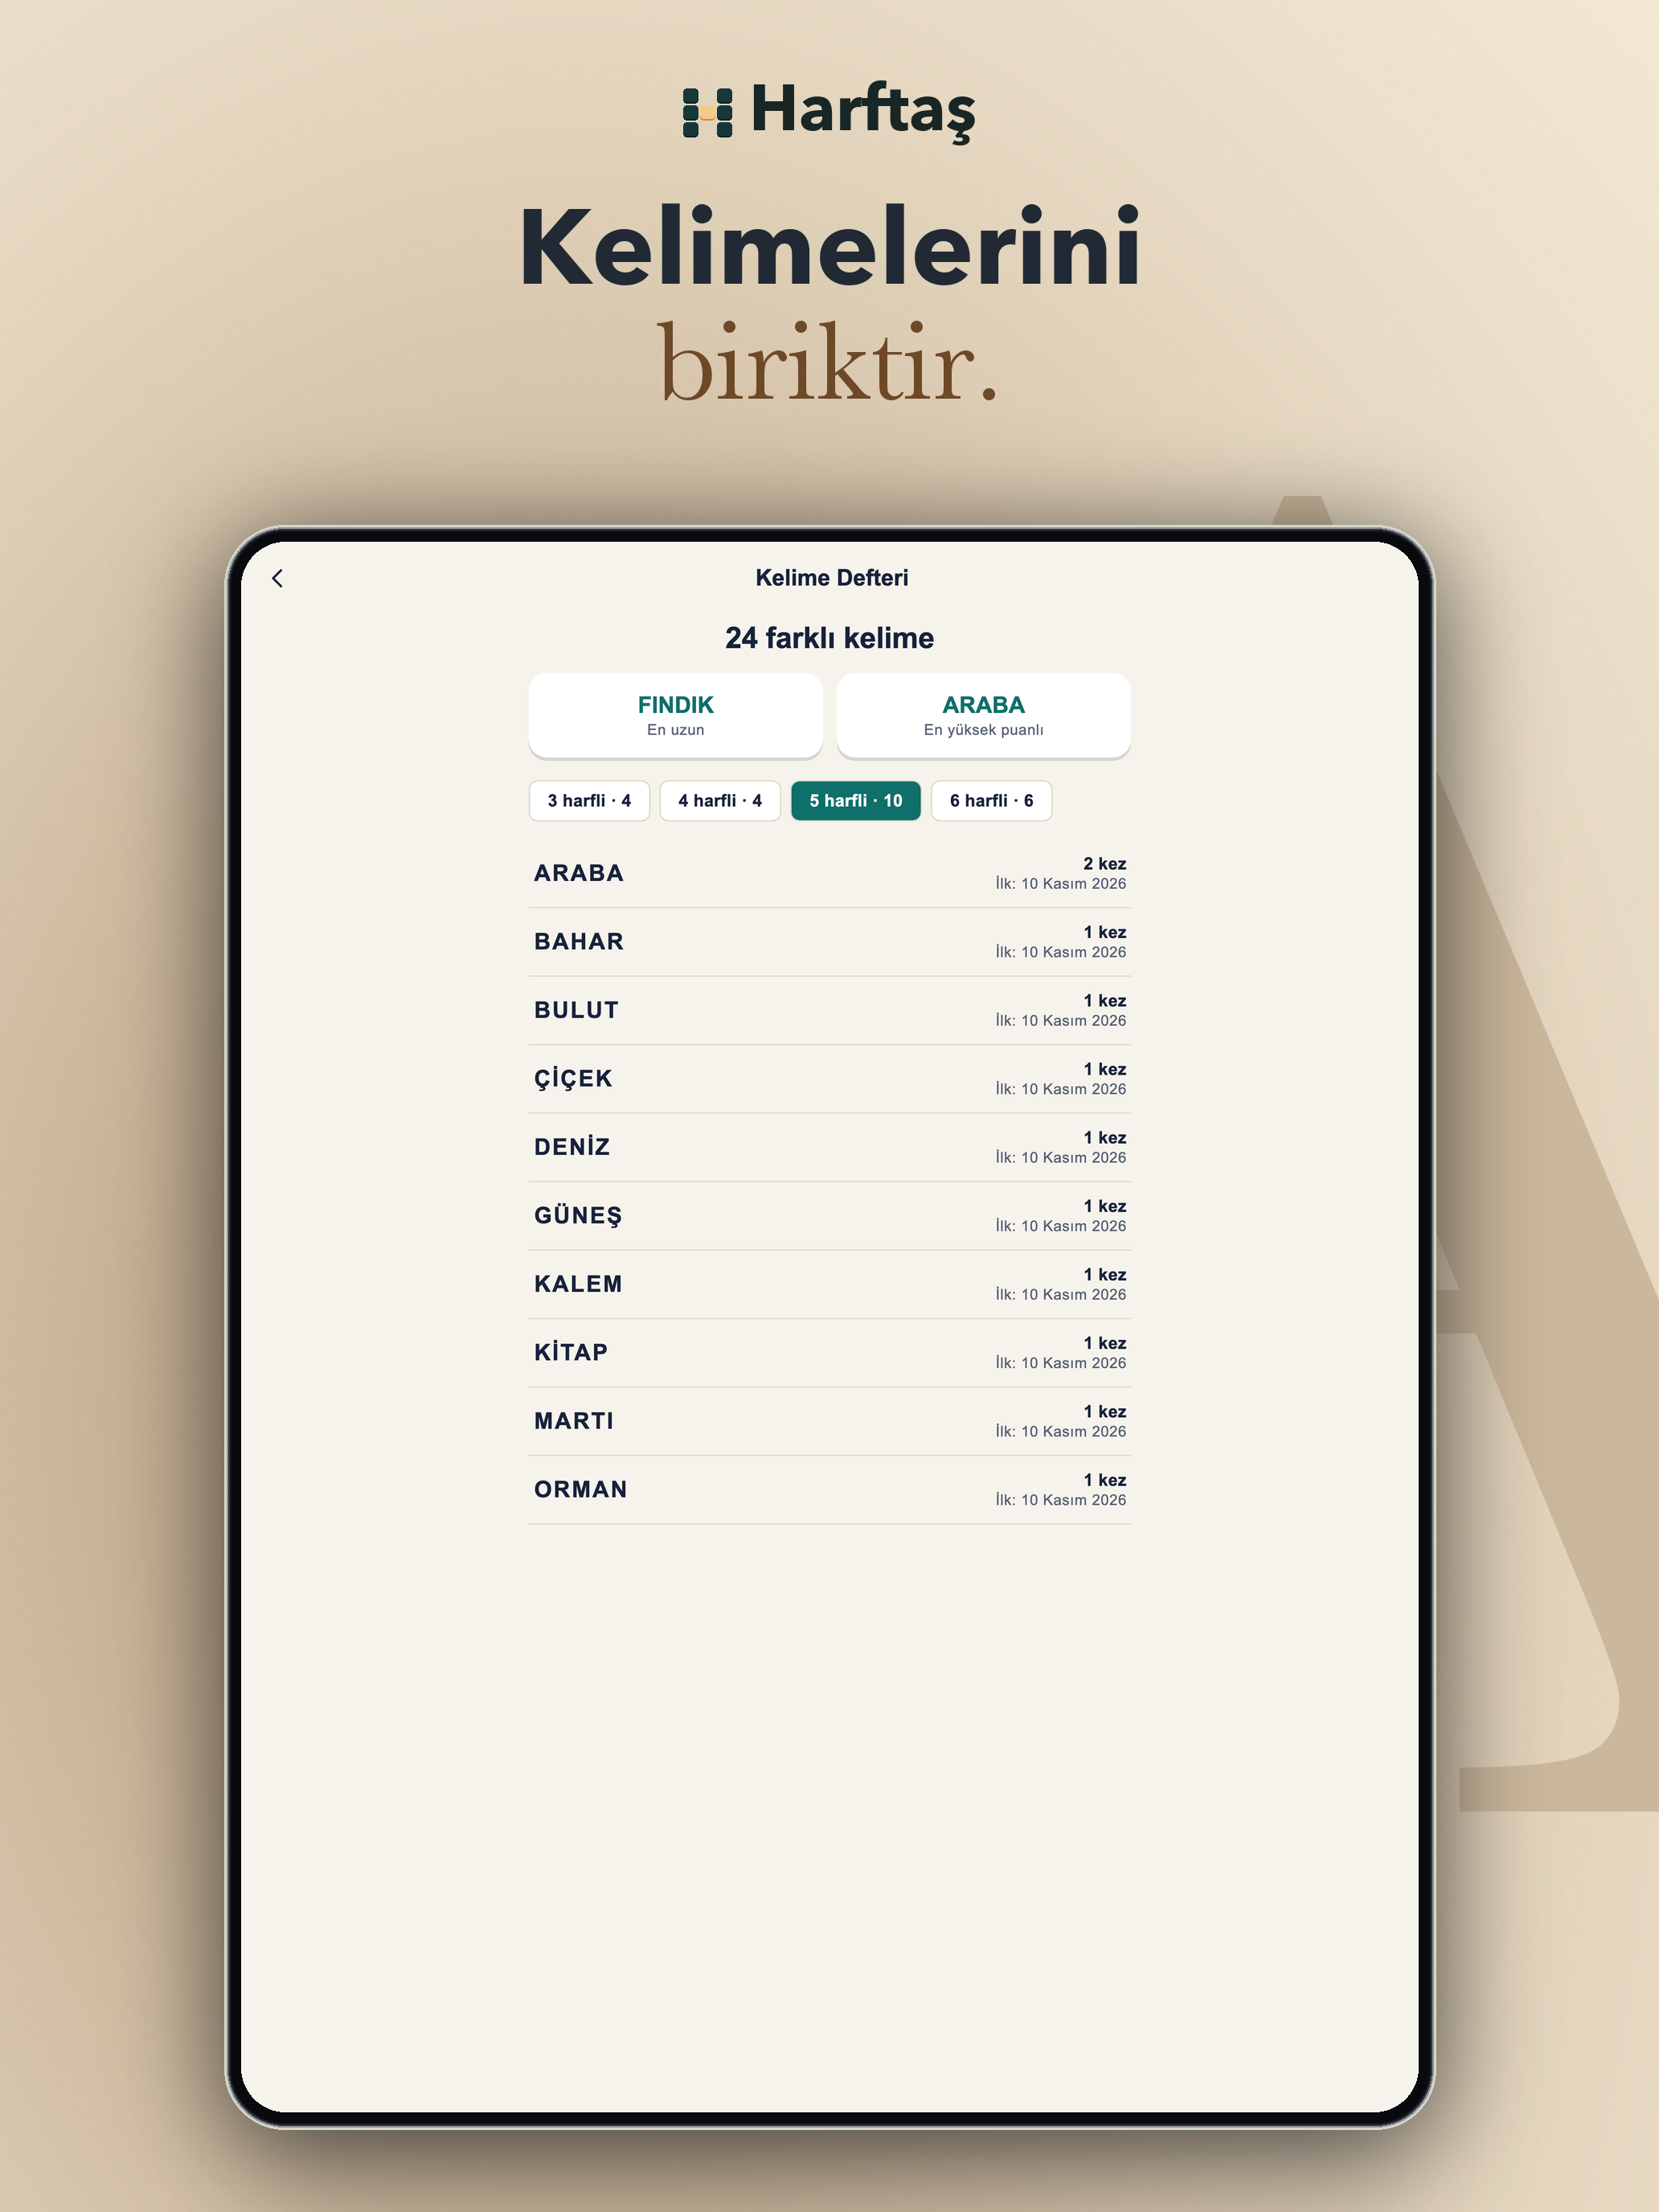 Harftaş
Kelimelerini
biriktir.
Kelime Defteri
24 farklı kelime
FINDIK
En uzun
ARABA
En yüksek puanlı
3 harfli · 4
4 harfli · 4
5 harfli · 10
6 harfli · 6
ARABA
2 kez
İlk: 10 Kasım 2026
BAHAR
1 kez
İlk: 10 Kasım 2026
BULUT
1 kez
İlk: 10 Kasım 2026
ÇİÇEK
1 kez
İlk: 10 Kasım 2026
DENİZ
1 kez
İlk: 10 Kasım 2026
GÜNEŞ
1 kez
İlk: 10 Kasım 2026
KALEM
1 kez
İlk: 10 Kasım 2026
KİTAP
1 kez
İlk: 10 Kasım 2026
MARTI
1 kez
İlk: 10 Kasım 2026
ORMAN
1 kez
İlk: 10 Kasım 2026